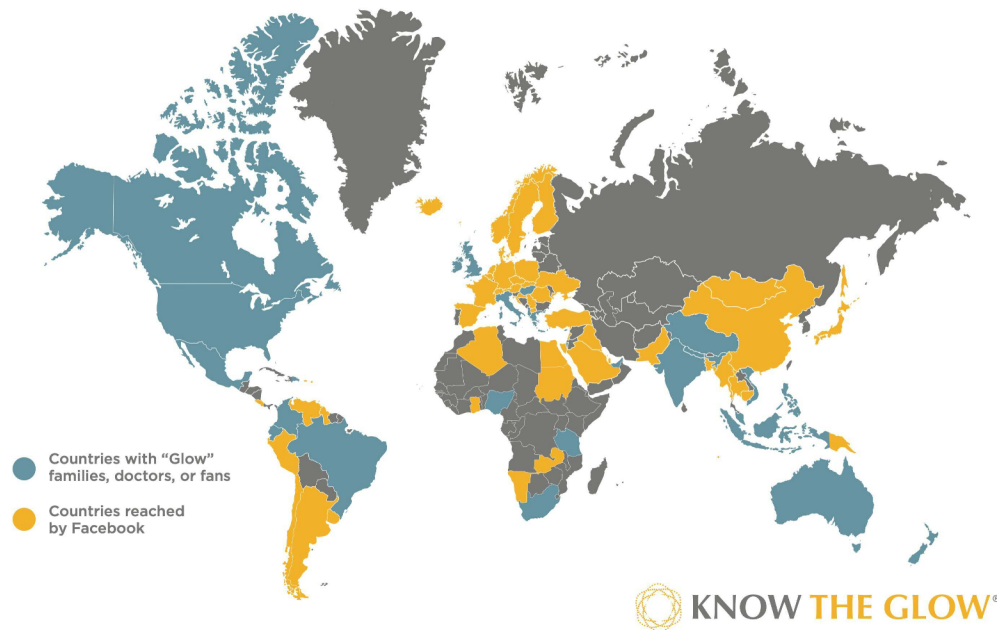 Countries with “Glow”
families, doctors, or fans
Countries reached
by Facebook
KNOW THE GLOW®